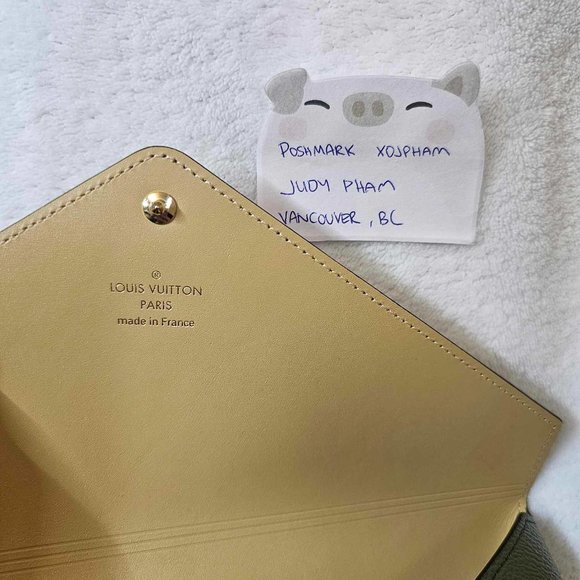 POSHMARK XOJPHAM
JUDY PHAM
VANCOUVER, BC
®
LOUIS VUITTON
PARIS
made in France